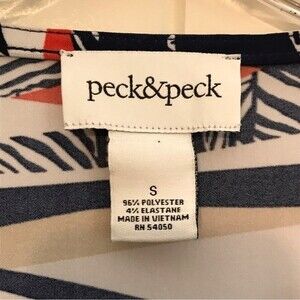 peck&peck
S
96% POLYESTER
4% ELASTANE
MADE IN VIETNAM
RN 54050